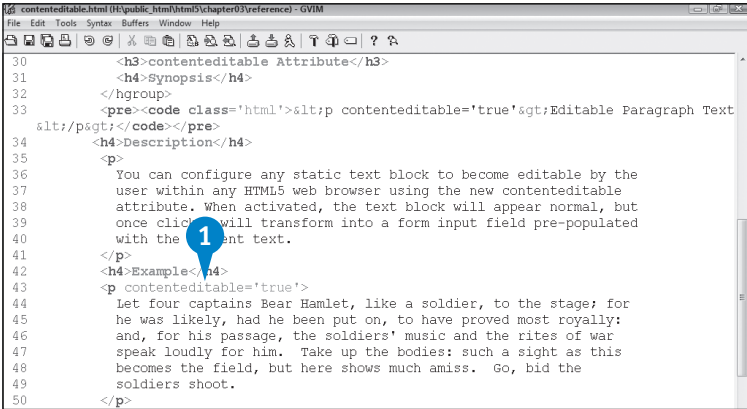 contenteditable.html (H:\public_html\html5\chapter03\reference) - GVIM
File Edit Tools Syntax Buffers Window Help
30 <h3>contenteditable Attribute</h3>
31 <h4>Synopsis</h4>
32 </hgroup>
33 <pre><code class='html'>&lt;p contenteditable='true'&gt;Editable Paragraph Text
&lt;/p&gt;</code></pre>
34 <h4>Description</h4>
35 <p>
36 You can configure any static text block to become editable by the
37 user within any HTML5 web browser using the new contenteditable
38 attribute. When activated, the text block will appear normal, but
39 once will transform into a form input field pre-populated
40 with the text.
41 </p>
42 <h4>Example</h4>
43 <p contenteditable='true'>
44 Let four captains Bear Hamlet, like a soldier, to the stage; for
45 he was likely, had he been put on, to have proved most royally:
46 and, for his passage, the soldiers' music and the rites of war
47 speak loudly for him. Take up the bodies: such a sight as this
48 becomes the field, but here shows much amiss. Go, bid the
49 soldiers shoot.
50 </p>
1